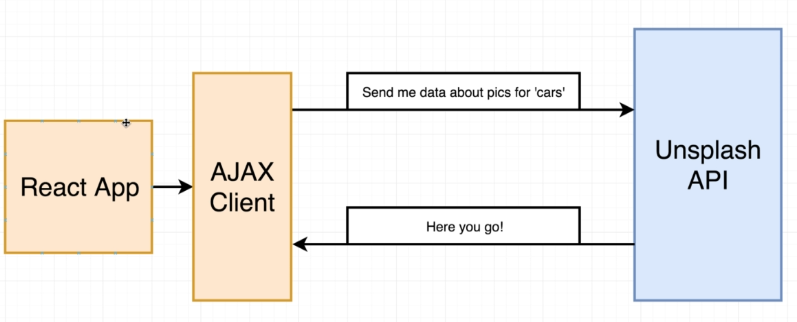 Send me data about pics for 'cars'
React App
AJAX
Client
Unsplash
API
Here you go!